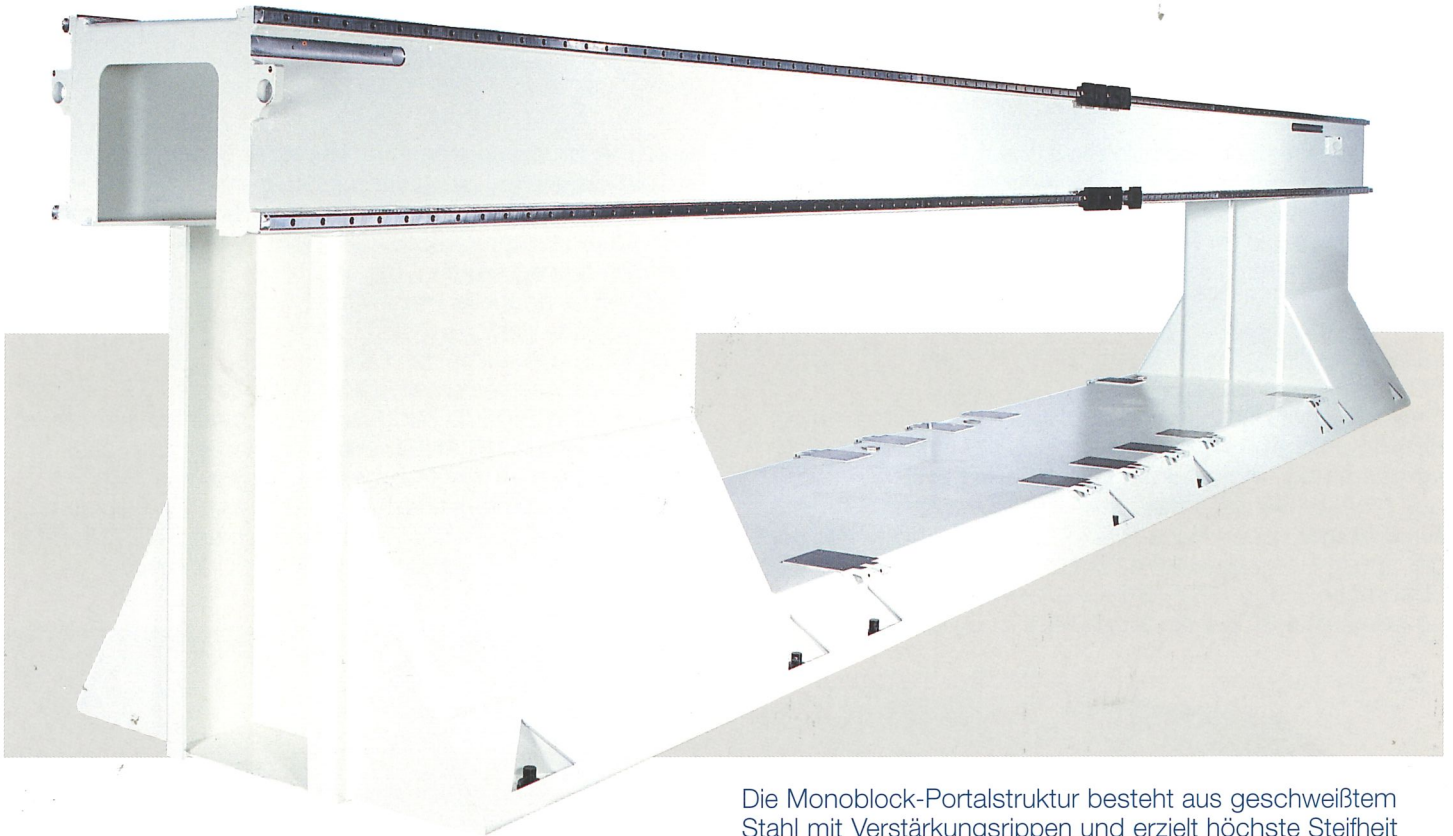 Die Monoblock-Portalstruktur besteht aus geschweißtem
Stahl mit Verstärkungsrippen und erzielt höchste Steifheit